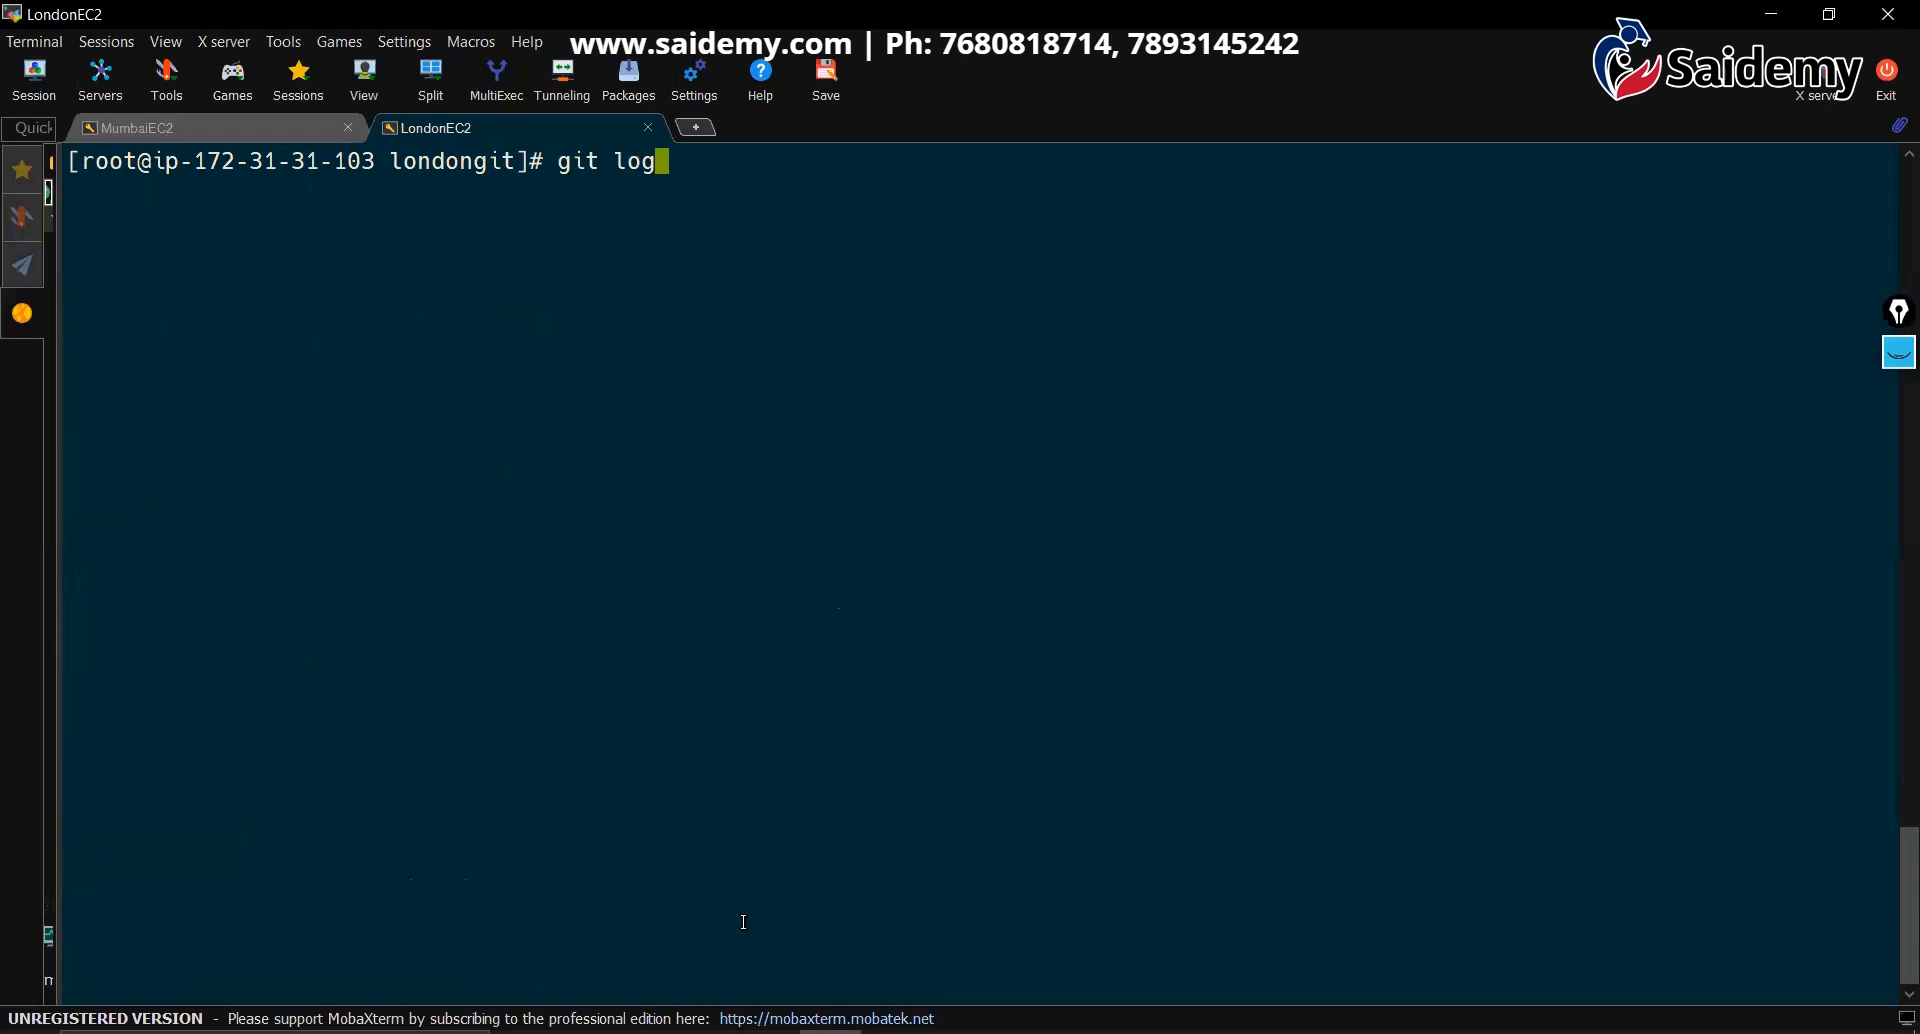 LondonEC2
Terminal Sessions View X server Tools Games Settings Macros Help
www.saidemy.com | Ph: 7680818714, 7893145242
Saidemy
Session Servers Tools Games Sessions View Split MultiExec Tunneling Packages Settings Help Save X serve Exit
Quick MumbaiEC2 LondonEC2
[root@ip-172-31-31-103 londongit]# git log
UNREGISTERED VERSION - Please support MobaXterm by subscribing to the professional edition here: https://mobaxterm.mobatek.net